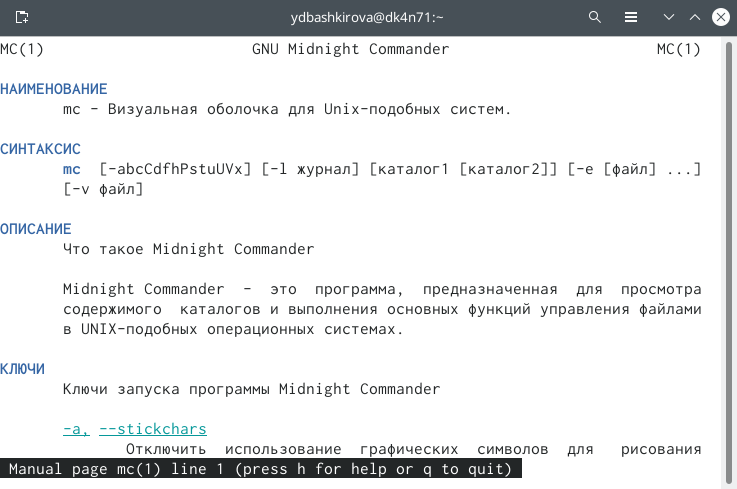 ydbashkirova@dk4n71:~
MC(1) GNU Midnight Commander MC(1)
НАИМЕНОВАНИЕ
mc - Визуальная оболочка для Unix-подобных систем.
СИНТАКСИС
mc [-abcCdfhPstuUVx] [-l журнал] [каталог1 [каталог2]] [-e [файл] ...]
[-v файл]
ОПИСАНИЕ
Что такое Midnight Commander
Midnight Commander - это программа, предназначенная для просмотра
содержимого каталогов и выполнения основных функций управления файлами
в UNIX-подобных операционных системах.
КЛЮЧИ
Ключи запуска программы Midnight Commander
-a, --stickchars
Отключить использование графических символов для рисования
Manual page mc(1) line 1 (press h for help or q to quit)